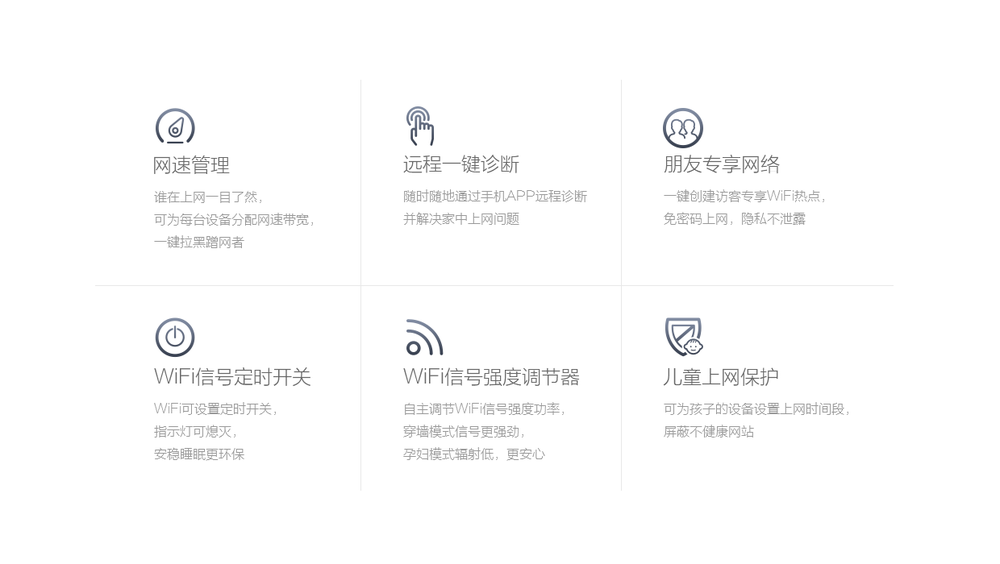 网速管理
谁在上网一目了然，
可为每台设备分配网速带宽，
一键拉黑蹭网者
远程一键诊断
随时随地通过手机APP远程诊断
并解决家中上网问题
朋友专享网络
一键创建访客专享WiFi热点，
免密码上网，隐私不泄露
WiFi信号定时开关
WiFi可设置定时开关，
指示灯可熄灭，
安稳睡眠更环保
WiFi信号强度调节器
自主调节WiFi信号强度功率，
穿墙模式信号更强劲，
孕妇模式辐射低，更安心
儿童上网保护
可为孩子的设备设置上网时间段，
屏蔽不健康网站